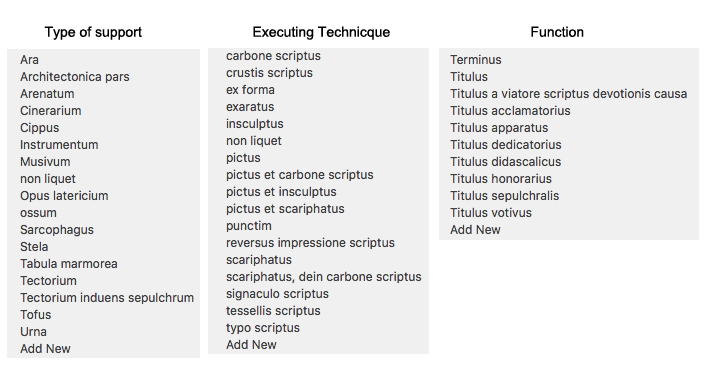 Type of support
Ara
Architectonica pars
Arenatum
Cinerarium
Cippus
Instrumentum
Musivum
non liquet
Opus latericium
ossum
Sarcophagus
Stela
Tabula marmorea
Tectorium
Tectorium induens sepulchrum
Tofus
Urna
Add New
Executing Technicque
carbone scriptus
crustis scriptus
ex forma
exaratus
insculptus
non liquet
pictus
pictus et carbone scriptus
pictus et insculptus
pictus et scariphatus
punctim
reversus impressione scriptus
scariphatus
scariphatus, dein carbone scriptus
signaculo scriptus
tessellis scriptus
typo scriptus
Add New
Function
Terminus
Titulus
Titulus a viatore scriptus devotionis causa
Titulus acclamatorius
Titulus apparatus
Titulus dedicatorius
Titulus didascalicus
Titulus honorarius
Titulus sepulchralis
Titulus votivus
Add New